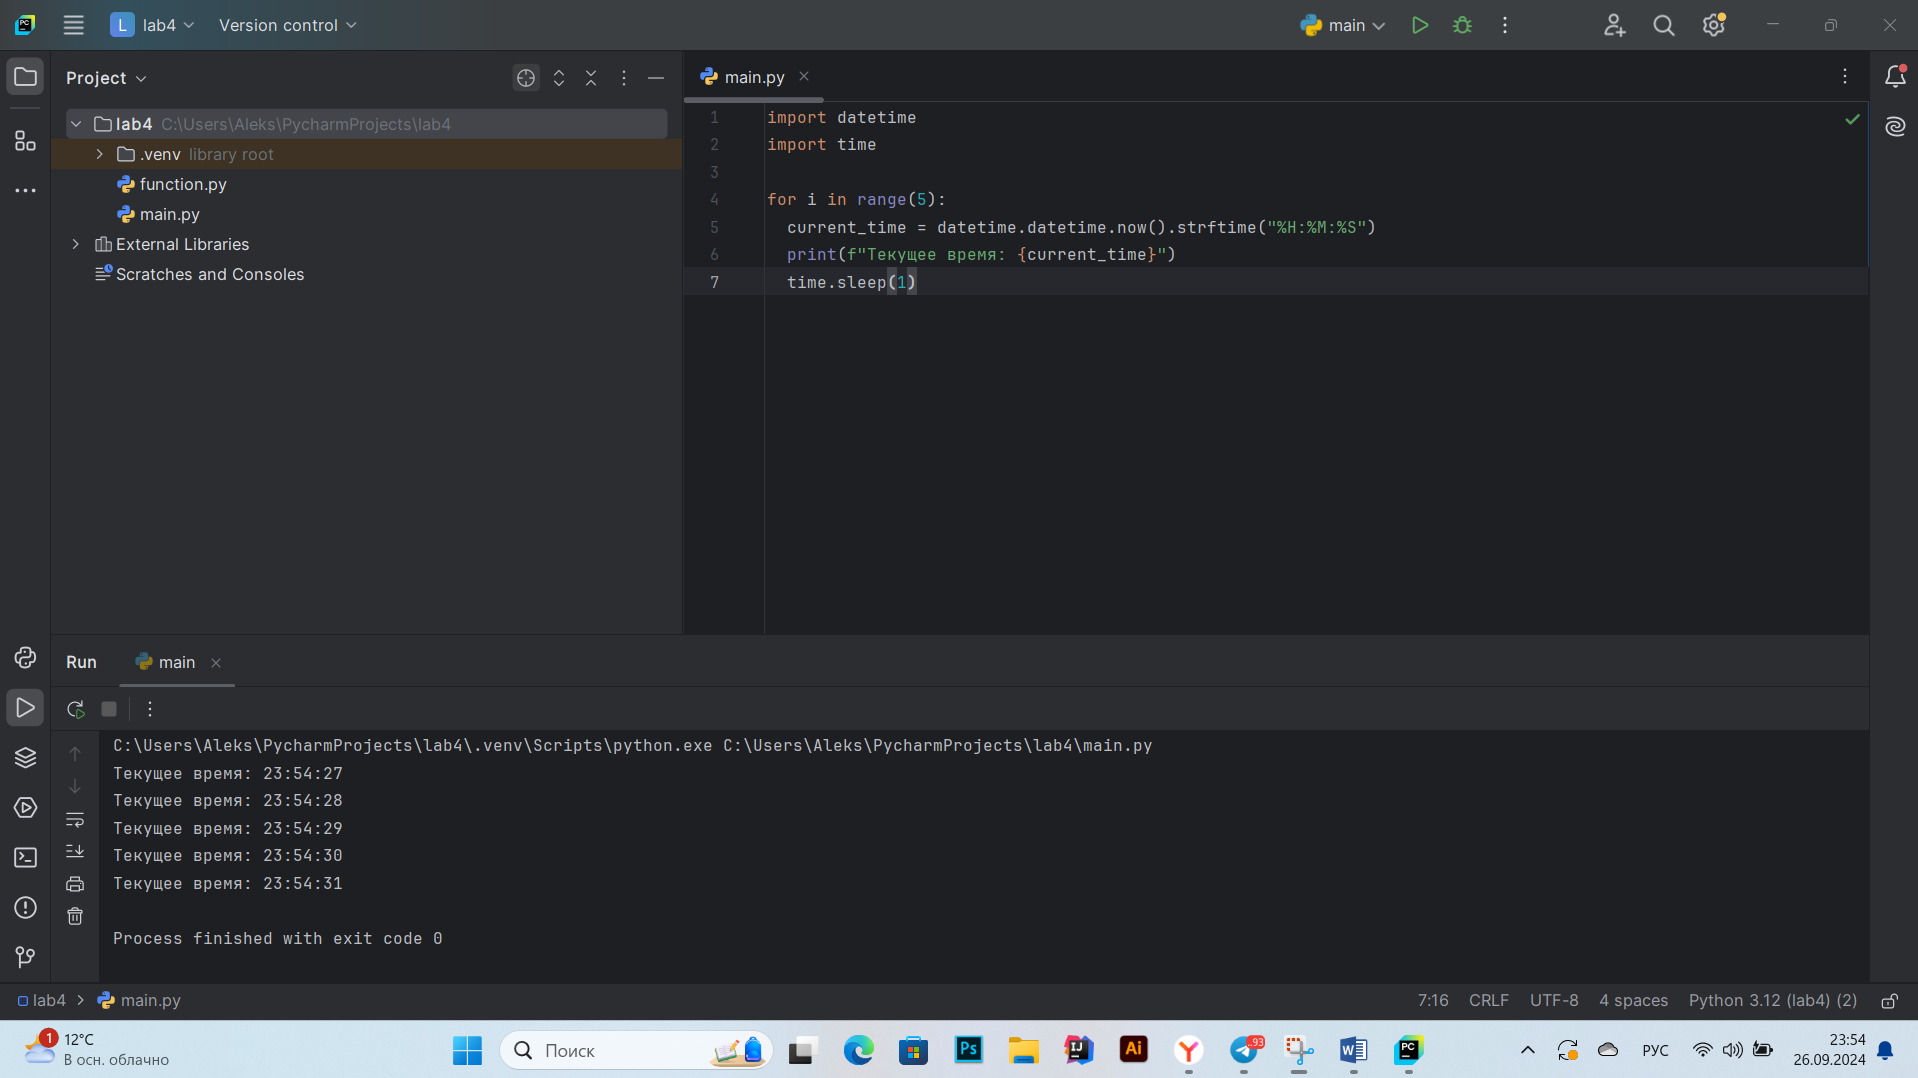 L lab4 Version control main
Project
lab4 C:\Users\Aleks\PycharmProjects\lab4
.venv library root
function.py
main.py
External Libraries
Scratches and Consoles
main.py
1 import datetime
2 import time
3
4 for i in range(5):
5   current_time = datetime.datetime.now().strftime("%H:%M:%S")
6   print(f"Текущее время: {current_time}")
7   time.sleep(1)
Run main
C:\Users\Aleks\PycharmProjects\lab4\.venv\Scripts\python.exe C:\Users\Aleks\PycharmProjects\lab4\main.py
Текущее время: 23:54:27
Текущее время: 23:54:28
Текущее время: 23:54:29
Текущее время: 23:54:30
Текущее время: 23:54:31
Process finished with exit code 0
lab4 main.py 7:16 CRLF UTF-8 4 spaces Python 3.12 (lab4) (2)
1 12°C
В осн. облачно
Поиск
Ps
IJ
Ai
93
W
PC
РУС
23:54
26.09.2024